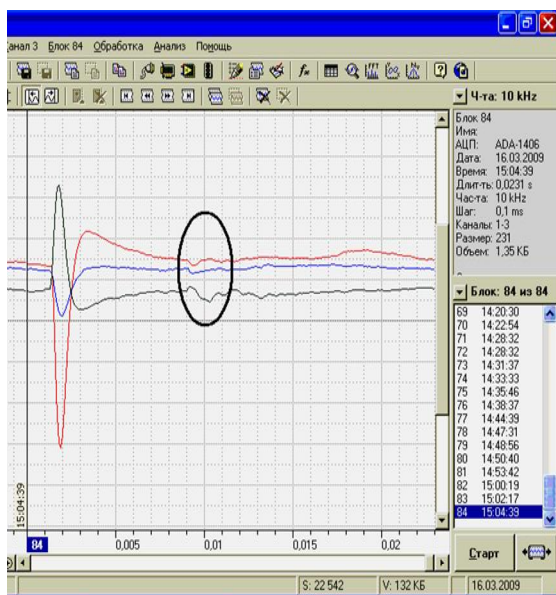 анал 3 Блок 84 Обработка Анализ Помощь
Ч-та: 10 kHz
Блок 84
Имя:
АЦП: ADA-1406
Дата: 16.03.2009
Время: 15:04:39
Длит-ть: 0,0231 s
Час-та: 10 kHz
Шаг: 0,1 ms
Каналы: 1-3
Размер: 231
Объем: 1,35 КБ
Блок: 84 из 84
69 14:20:30
70 14:22:54
71 14:28:32
72 14:28:32
73 14:31:37
74 14:33:33
75 14:35:46
76 14:38:37
77 14:44:39
78 14:47:31
79 14:48:56
80 14:50:40
81 14:53:42
82 15:00:19
83 15:02:17
84 15:04:39
15:04:39
84 0,005 0,01 0,015 0,02
Старт
S: 22 542 V: 132 КБ 16.03.2009